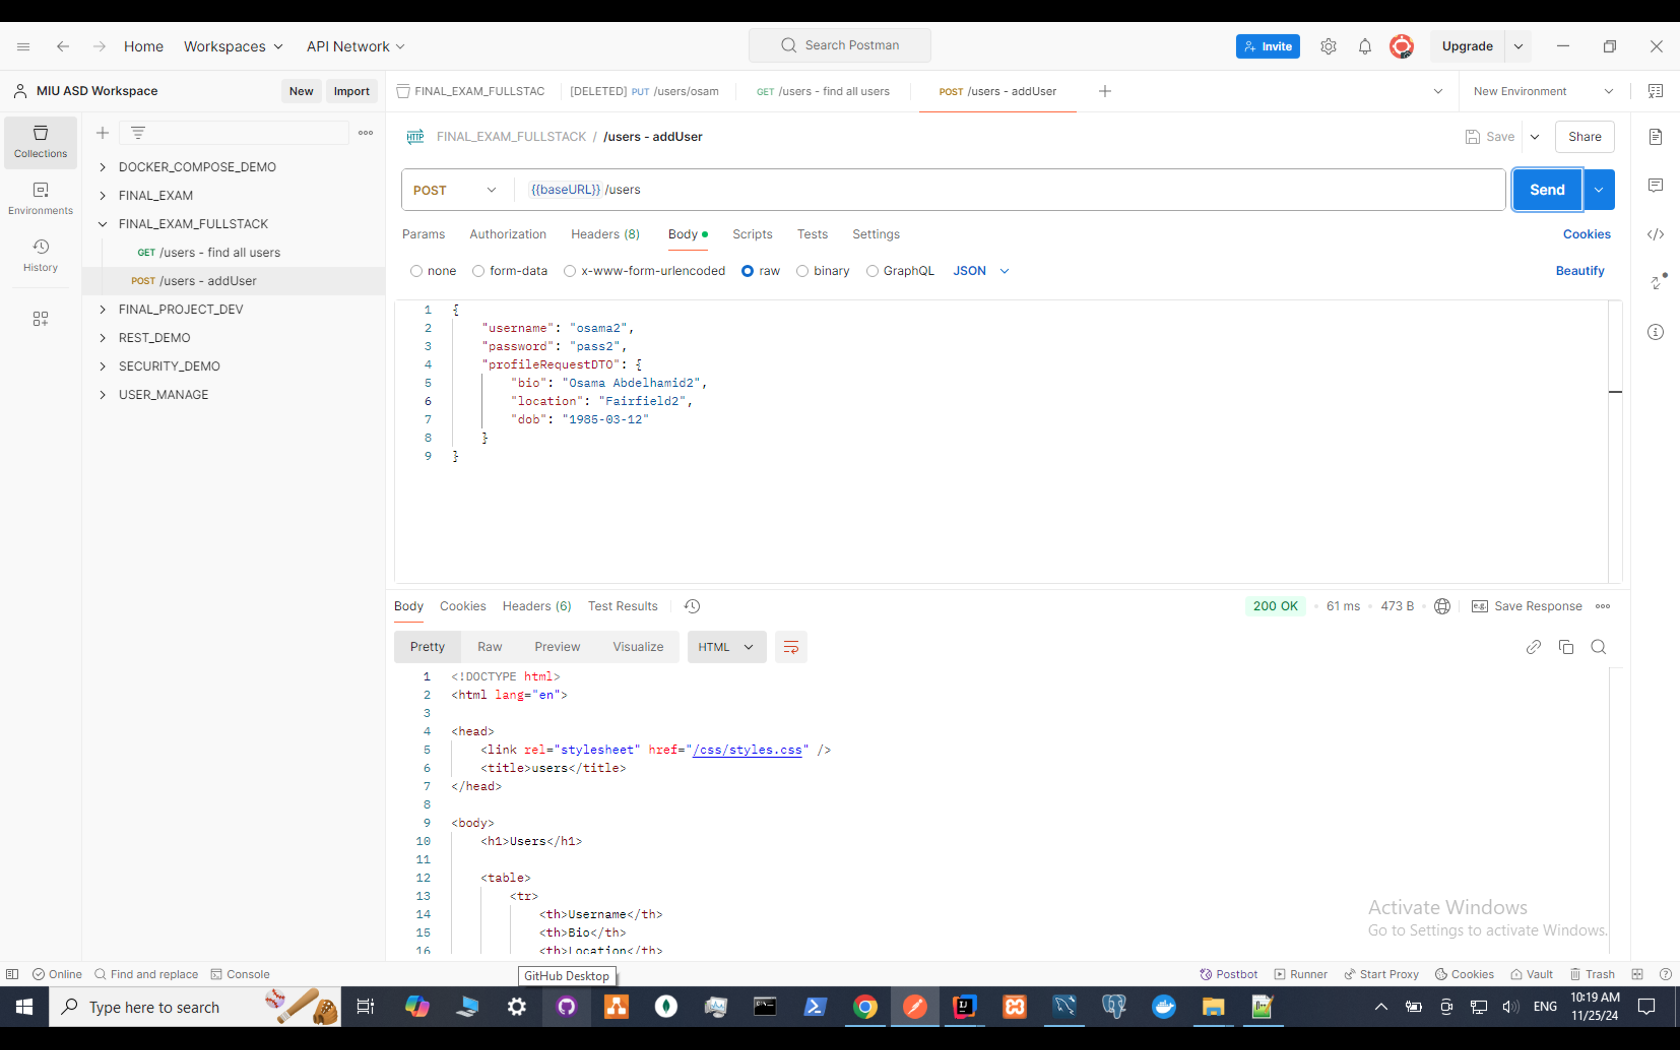 Home Workspaces API Network Search Postman Invite Upgrade
MIU ASD Workspace New Import FINAL_EXAM_FULLSTAC [DELETED] PUT /users/osam GET /users - find all users POST /users - addUser New Environment
Collections
Environments
History
DOCKER_COMPOSE_DEMO
FINAL_EXAM
FINAL_EXAM_FULLSTACK
GET /users - find all users
POST /users - addUser
FINAL_PROJECT_DEV
REST_DEMO
SECURITY_DEMO
USER_MANAGE
HTTP FINAL_EXAM_FULLSTACK / /users - addUser Save Share
POST {{baseURL}} /users Send
Params Authorization Headers (8) Body Scripts Tests Settings Cookies
none form-data x-www-form-urlencoded raw binary GraphQL JSON Beautify
1 {
2 "username": "osama2",
3 "password": "pass2",
4 "profileRequestDTO": {
5 "bio": "Osama Abdelhamid2",
6 "location": "Fairfield2",
7 "dob": "1985-03-12"
8 }
9 }
Body Cookies Headers (6) Test Results 200 OK 61 ms 473 B e.g. Save Response
Pretty Raw Preview Visualize HTML
1 <!DOCTYPE html>
2 <html lang="en">
3
4 <head>
5 <link rel="stylesheet" href="/css/styles.css" />
6 <title>users</title>
7 </head>
8
9 <body>
10 <h1>Users</h1>
11
12 <table>
13 <tr>
14 <th>Username</th>
15 <th>Bio</th>
16 <th>Location</th>
Activate Windows
Go to Settings to activate Windows.
Online Find and replace Console GitHub Desktop Postbot Runner Start Proxy Cookies Vault Trash
Type here to search ENG 10:19 AM
11/25/24